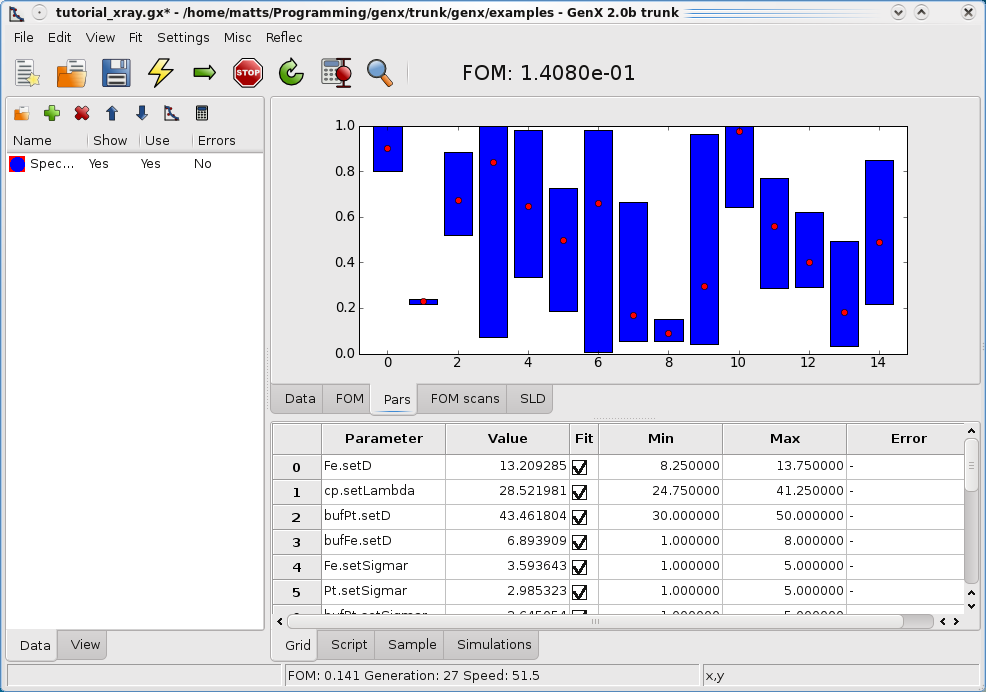 tutorial_xray.gx* - /home/matts/Programming/genx/trunk/genx/examples - GenX 2.0b trunk
File Edit View Fit Settings Misc Reflec
STOP
FOM: 1.4080e-01
Name Show Use Errors
Spec... Yes Yes No
1.0
0.8
0.6
0.4
0.2
0.0
0 2 4 6 8 10 12 14
Data FOM Pars FOM scans SLD
Parameter Value Fit Min Max Error
0 Fe.setD 13.209285 8.250000 13.750000 -
1 cp.setLambda 28.521981 24.750000 41.250000 -
2 bufPt.setD 43.461804 30.000000 50.000000 -
3 bufFe.setD 6.893909 1.000000 8.000000 -
4 Fe.setSigmar 3.593643 1.000000 5.000000 -
5 Pt.setSigmar 2.985323 1.000000 5.000000 -
Data View
Grid Script Sample Simulations
FOM: 0.141 Generation: 27 Speed: 51.5
x,y